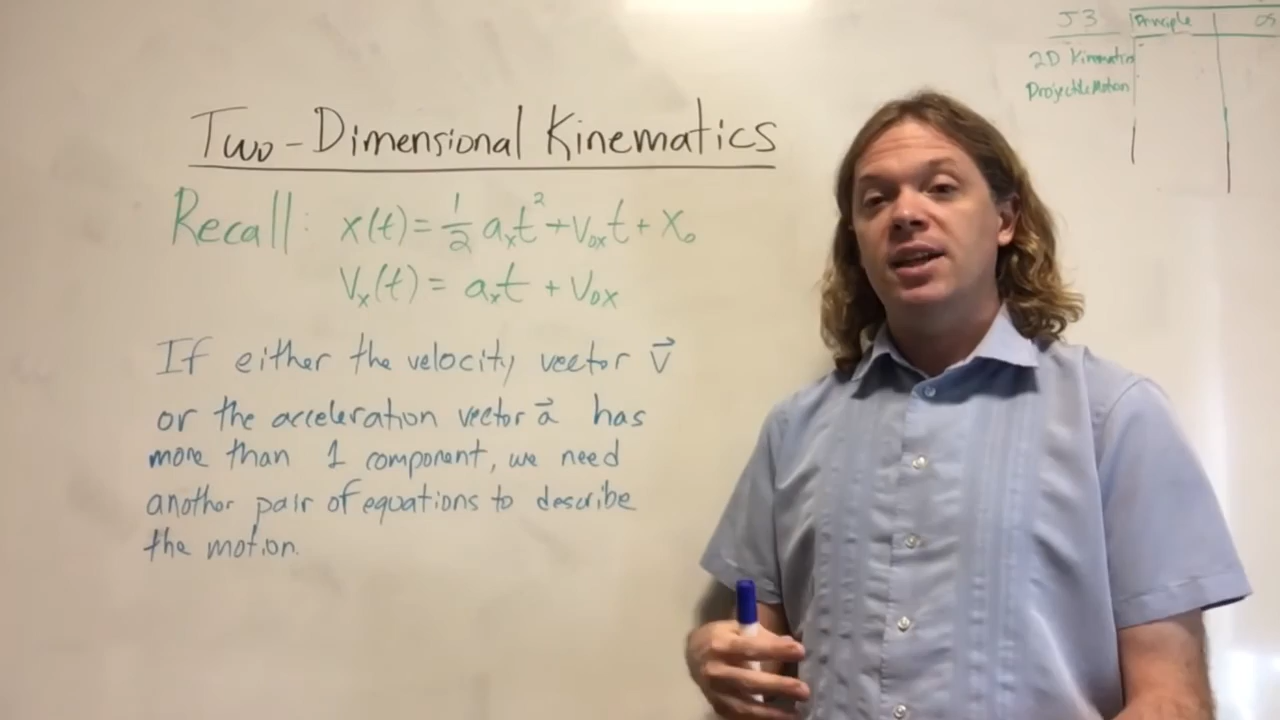 Two-Dimensional Kinematics
Recall: x(t) = ½ aₓt² + v₀ₓt + x₀
Vₓ(t) = aₓt + V₀ₓ
If either the velocity vector v⃗
or the acceleration vector a⃗ has
more than 1 component, we need
another pair of equations to describe
the motion.
J3 Principle
2D Kinematics
Projectile Motion